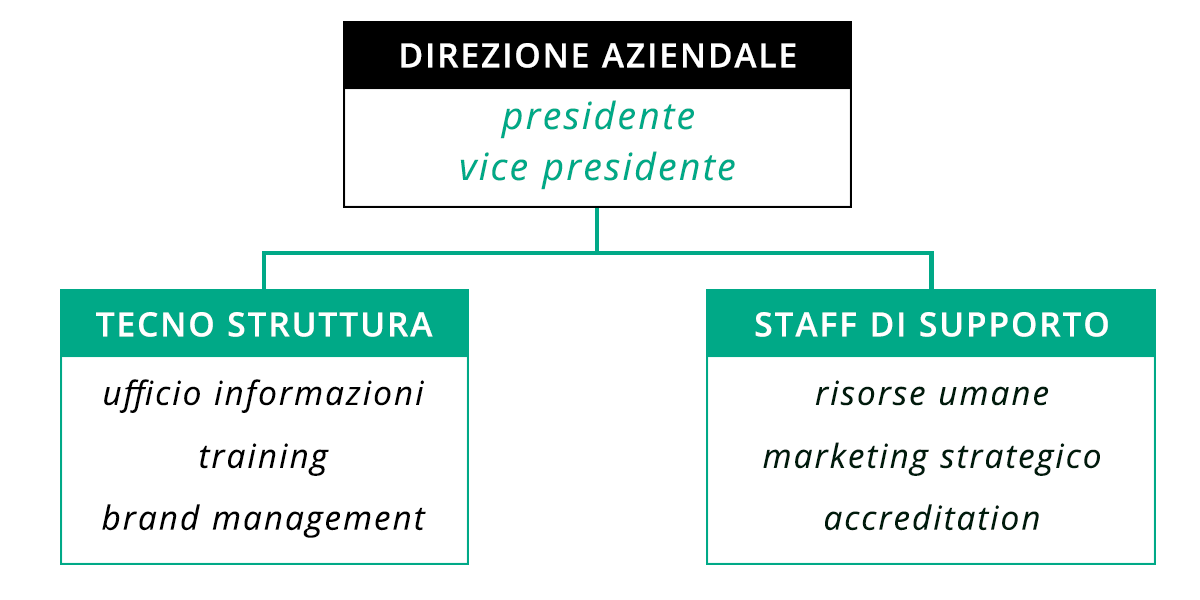 DIREZIONE AZIENDALE
presidente
vice presidente
TECNO STRUTTURA
ufficio informazioni
training
brand management
STAFF DI SUPPORTO
risorse umane
marketing strategico
accreditation